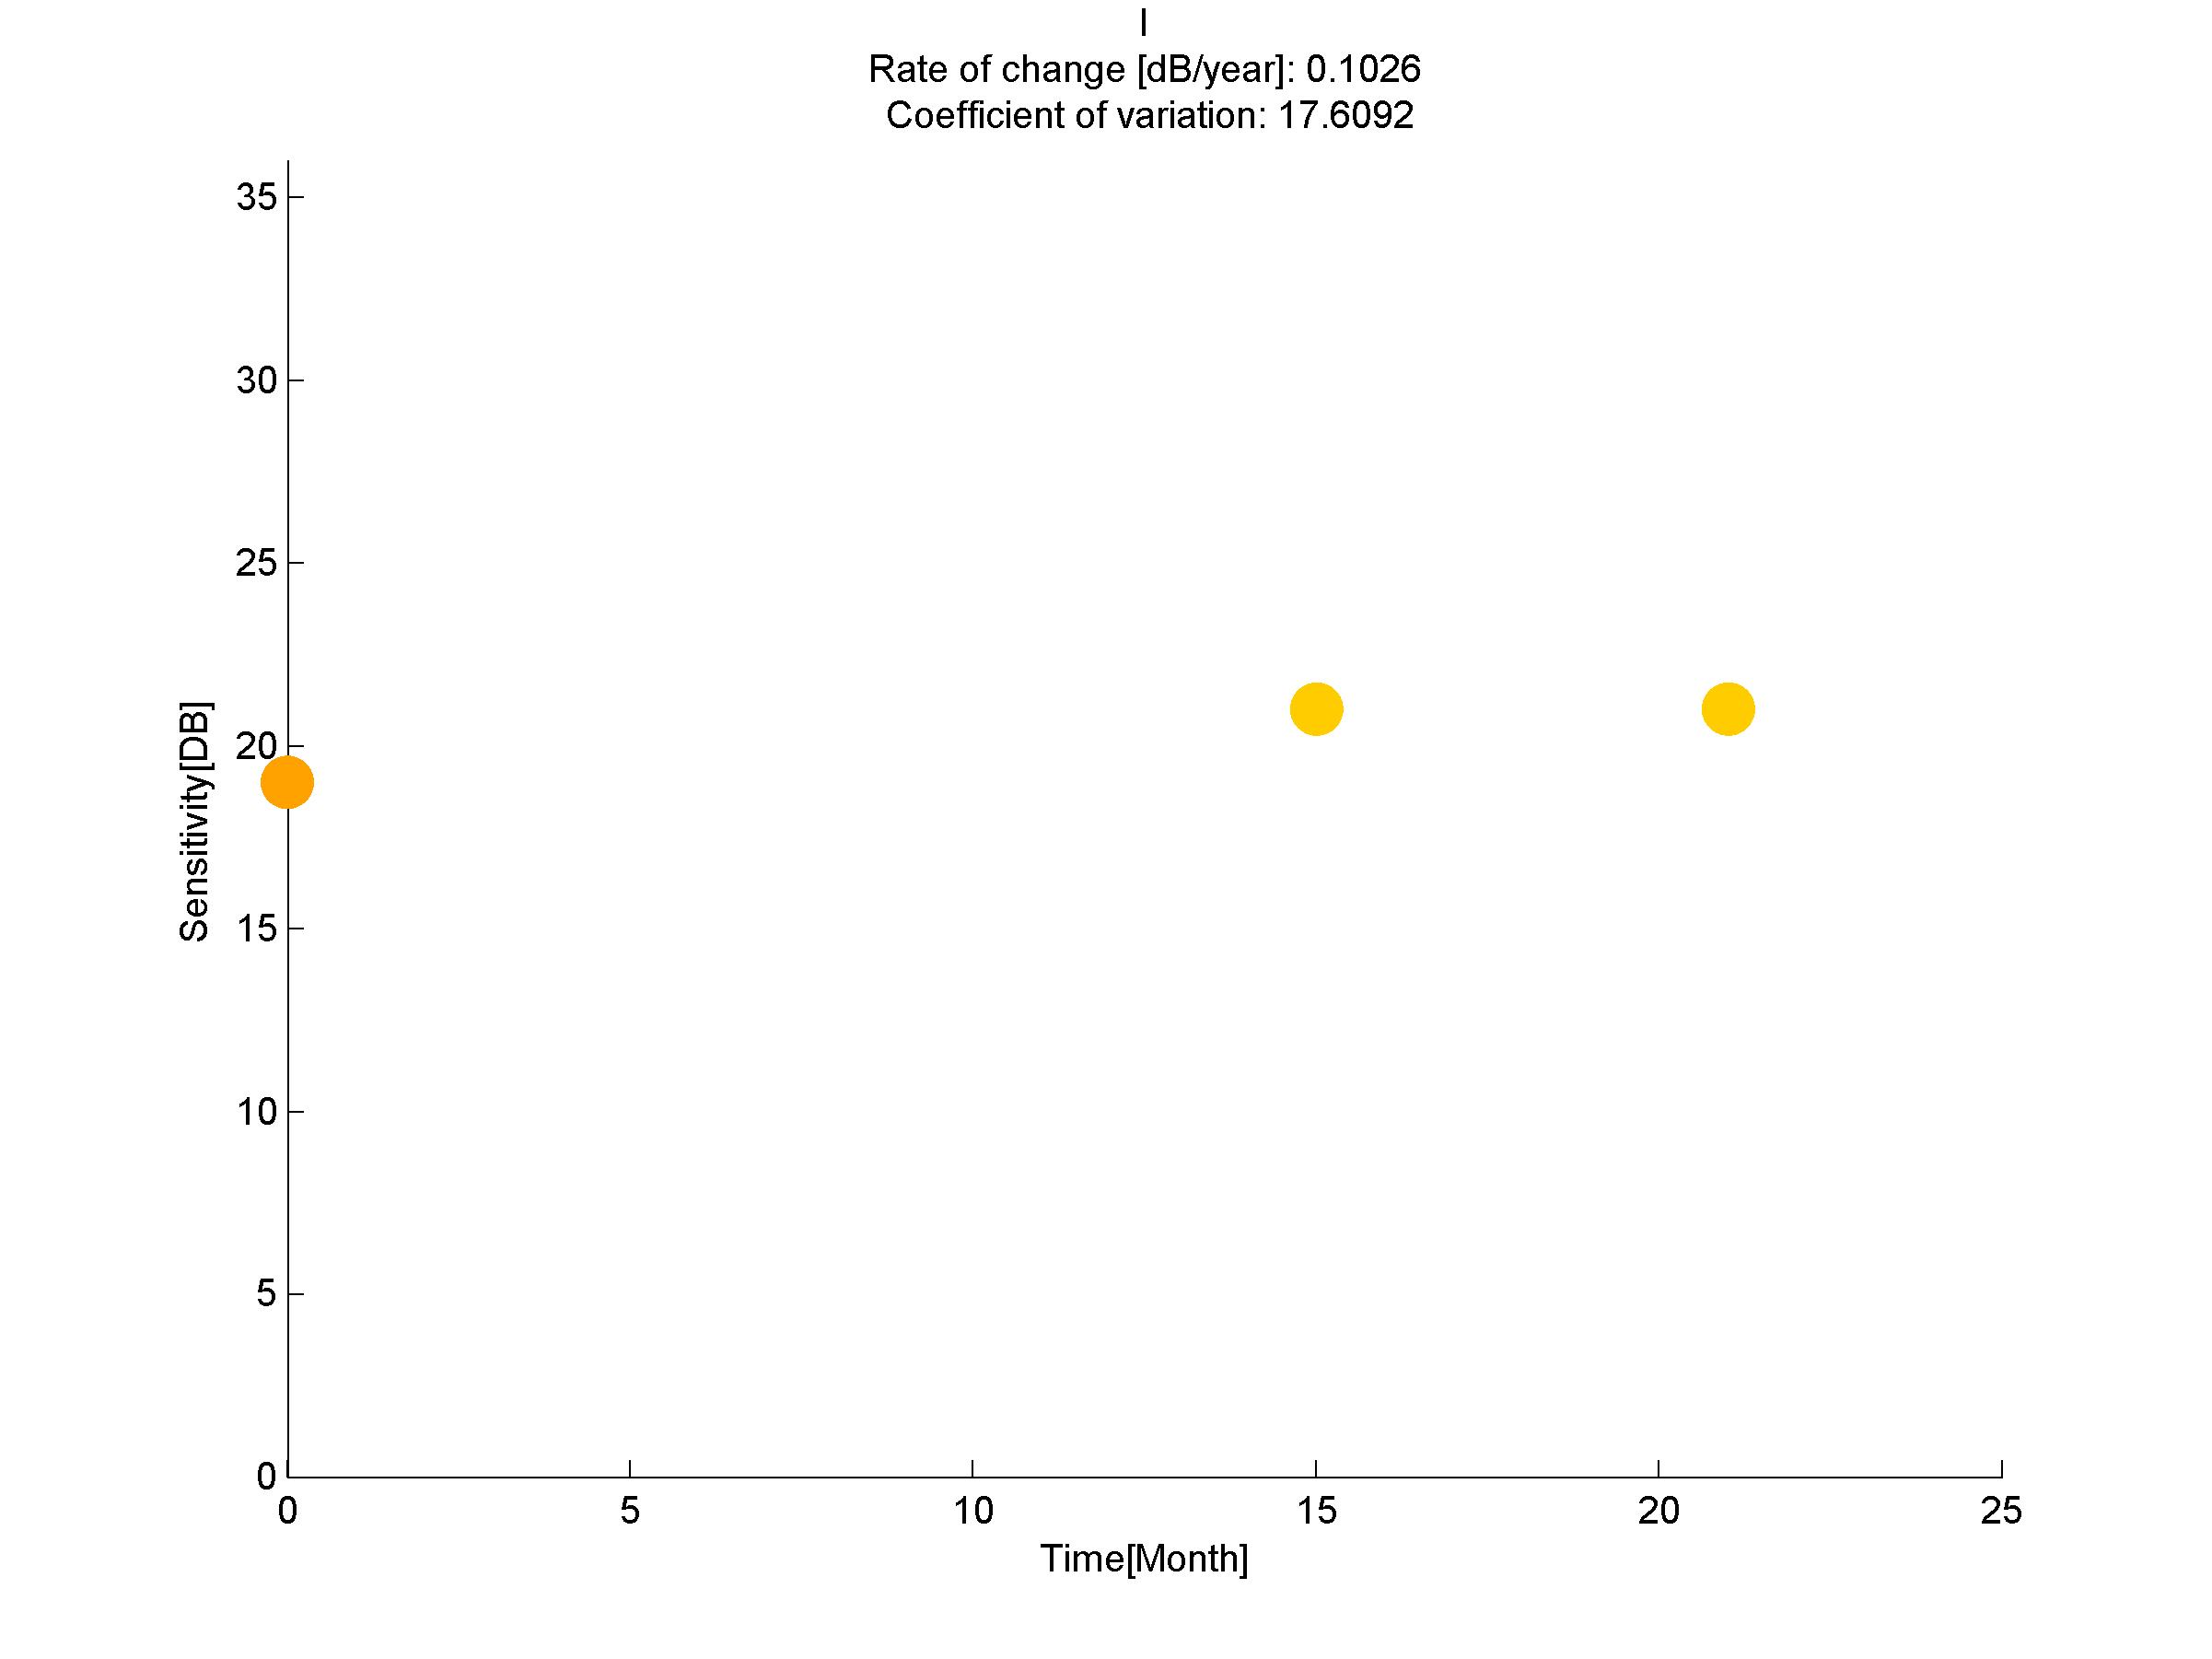 I
Rate of change [dB/year]: 0.1026
Coefficient of variation: 17.6092
35
30
25
20
15
10
5
0
Sensitivity[DB]
0 5 10 15 20 25
Time[Month]